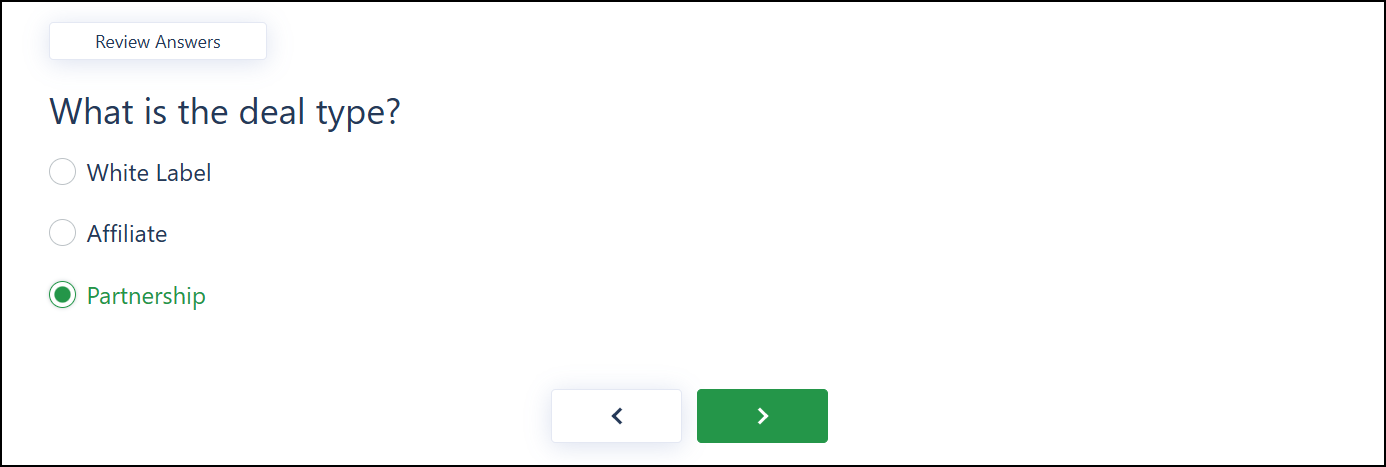 Review Answers
What is the deal type?
White Label
Affiliate
Partnership